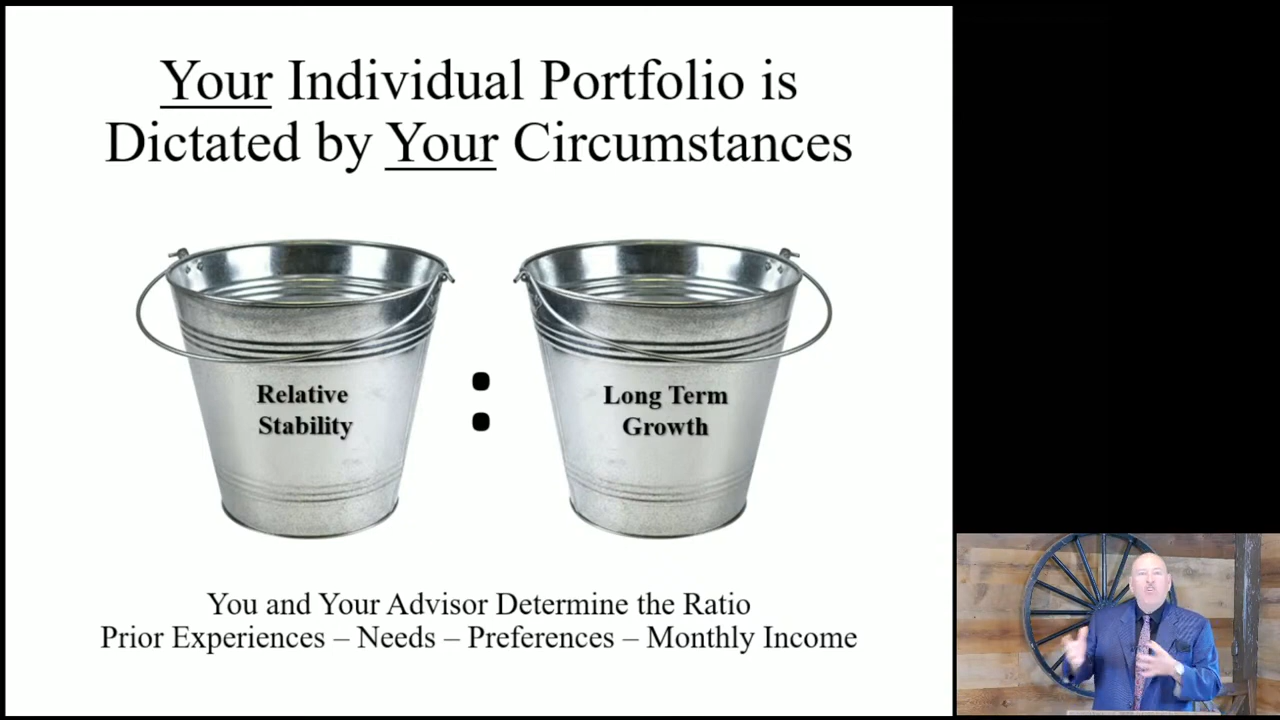 Your Individual Portfolio is
Dictated by Your Circumstances
Relative
Stability
:
Long Term
Growth
You and Your Advisor Determine the Ratio
Prior Experiences – Needs – Preferences – Monthly Income